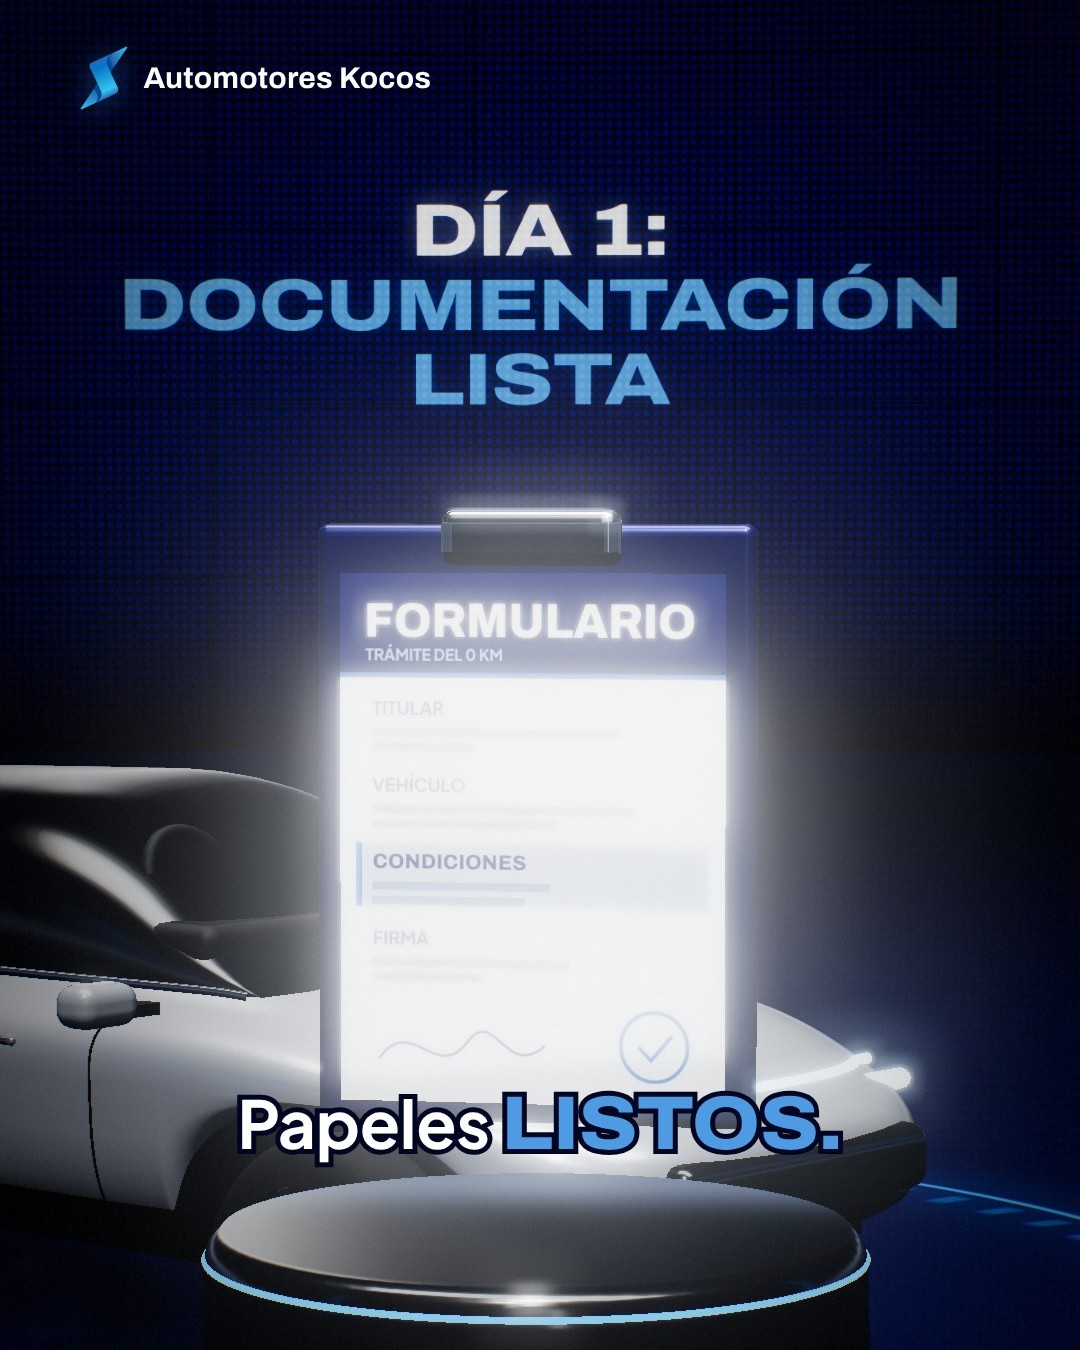 Automotores Kocos
DÍA 1:
DOCUMENTACIÓN
LISTA
FORMULARIO
TRÁMITE DEL 0 KM
TITULAR
VEHÍCULO
CONDICIONES
FIRMA
Papeles LISTOS.